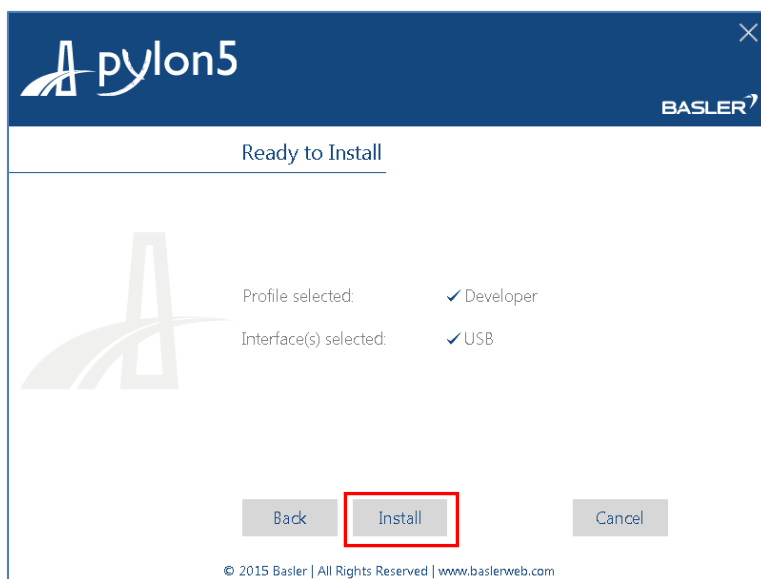 pylon5
BASLER
Ready to Install
Profile selected: Developer
Interface(s) selected: USB
Back Install Cancel
© 2015 Basler | All Rights Reserved | www.baslerweb.com